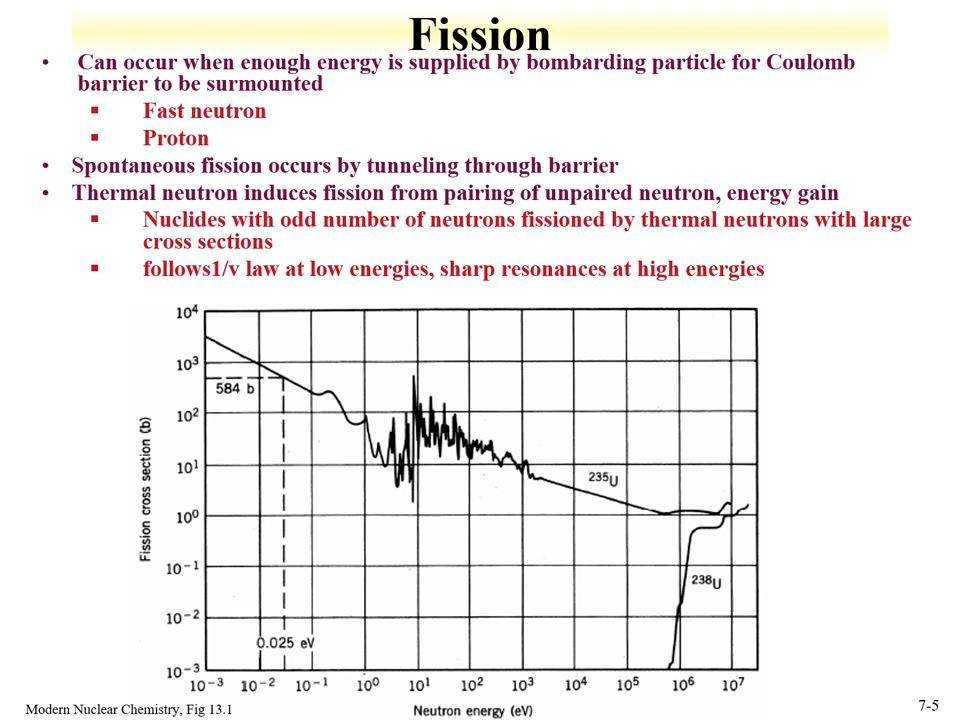 Fission
• Can occur when enough energy is supplied by bombarding particle for Coulomb
barrier to be surmounted
▪ Fast neutron
▪ Proton
• Spontaneous fission occurs by tunneling through barrier
• Thermal neutron induces fission from pairing of unpaired neutron, energy gain
▪ Nuclides with odd number of neutrons fissioned by thermal neutrons with large
cross sections
▪ follows1/v law at low energies, sharp resonances at high energies
10⁴
10³
584 b
10²
10¹
²³⁵U
10⁰
10⁻¹
²³⁸U
10⁻²
0.025 eV
10⁻³
Fission cross section (b)
10⁻³ 10⁻² 10⁻¹ 10⁰ 10¹ 10² 10³ 10⁴ 10⁵ 10⁶ 10⁷
Neutron energy (eV)
Modern Nuclear Chemistry, Fig 13.1
7-5